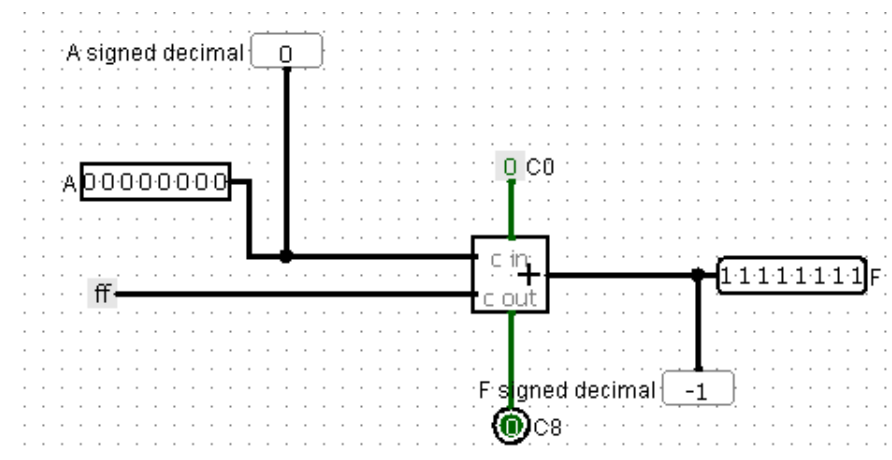 A signed decimal 0
0 C0
A 00000000
c in
+
ff
c out
11111111 F
F signed decimal -1
0 C8